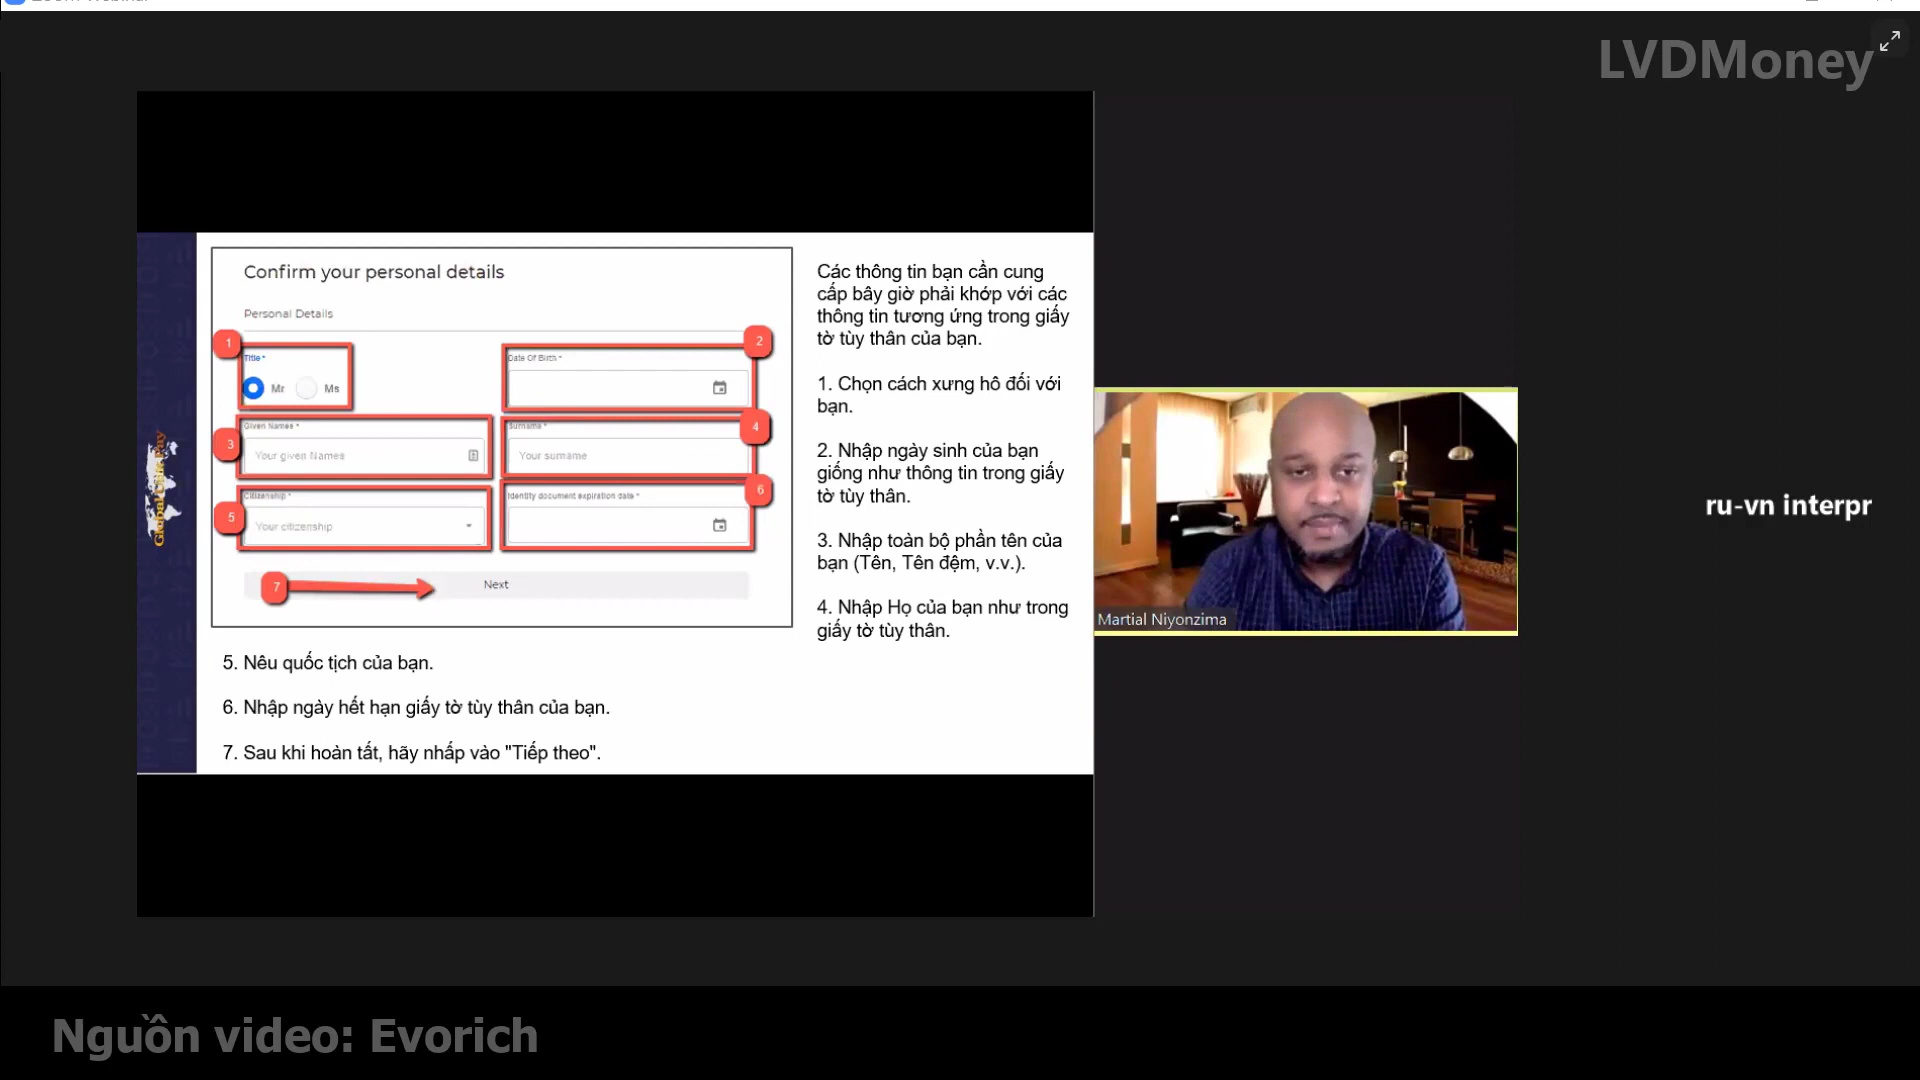 LVDMoney
Confirm your personal details
Personal Details
1
2
Title *
Mr
Ms
Date Of Birth *
3
4
Given Names *
Your given Names
Surname *
Your surname
5
6
Citizenship *
Your citizenship
Identity document expiration date *
7
Next
Các thông tin bạn cần cung
cấp bây giờ phải khớp với các
thông tin tương ứng trong giấy
tờ tùy thân của bạn.
1. Chọn cách xưng hô đối với
bạn.
2. Nhập ngày sinh của bạn
giống như thông tin trong giấy
tờ tùy thân.
3. Nhập toàn bộ phần tên của
bạn (Tên, Tên đệm, v.v.).
4. Nhập Họ của bạn như trong
giấy tờ tùy thân.
5. Nêu quốc tịch của bạn.
6. Nhập ngày hết hạn giấy tờ tùy thân của bạn.
7. Sau khi hoàn tất, hãy nhấp vào "Tiếp theo".
Martial Niyonzima
ru-vn interpr
Nguồn video: Evorich